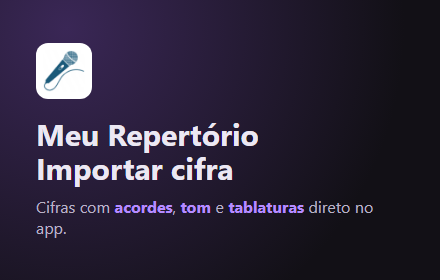 Meu Repertório
Importar cifra
Cifras com acordes, tom e tablaturas direto no
app.